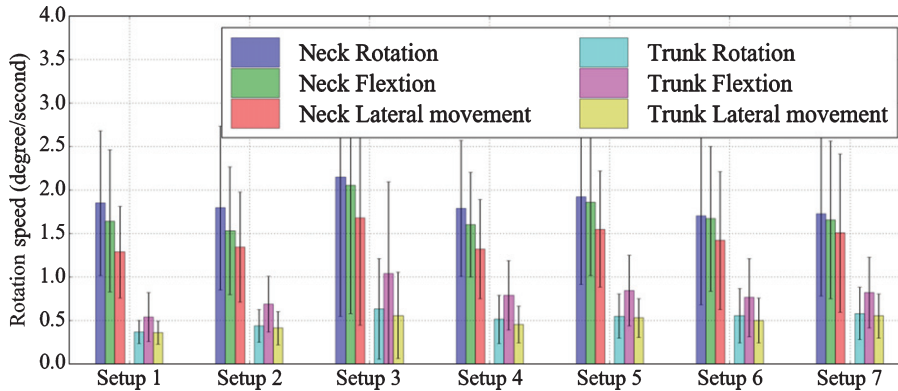 Rotation speed (degree/second)
4.0
3.5
3.0
2.5
2.0
1.5
1.0
0.5
0.0
Neck Rotation
Neck Flextion
Neck Lateral movement
Trunk Rotation
Trunk Flextion
Trunk Lateral movement
Setup 1
Setup 2
Setup 3
Setup 4
Setup 5
Setup 6
Setup 7